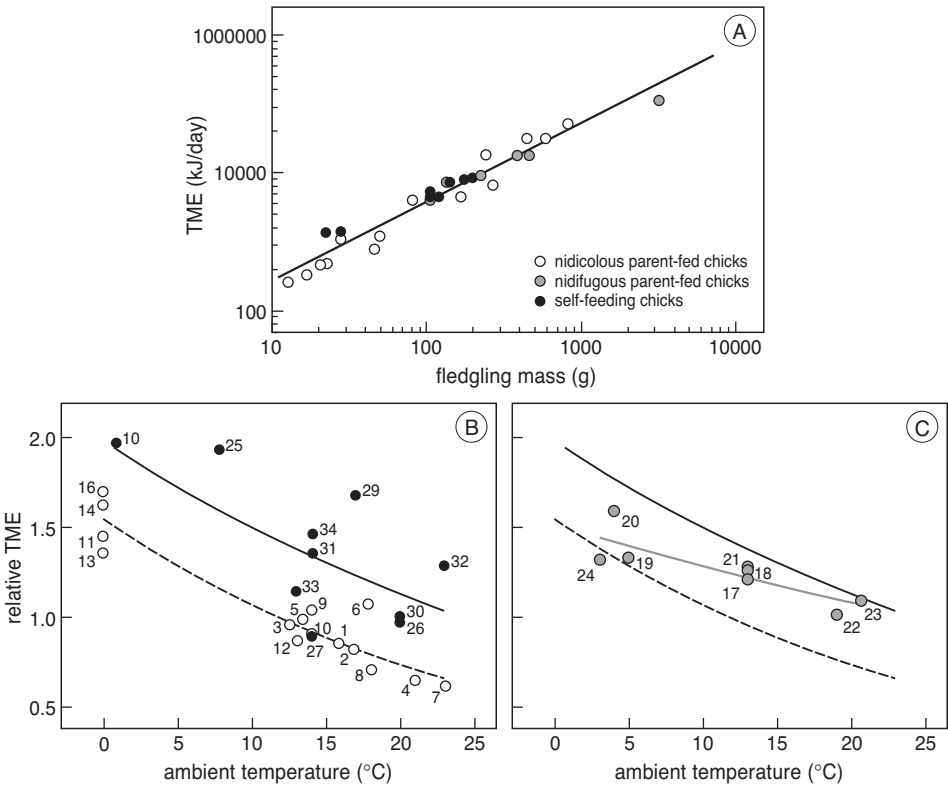 A
1000000
10000
100
TME (kJ/day)
nidicolous parent-fed chicks
nidifugous parent-fed chicks
self-feeding chicks
10 100 1000 10000
fledgling mass (g)
B
2.0
1.5
1.0
0.5
relative TME
10
25
16
14
11
13
29
34
31
32
33
9
5
3
6
30
26
10
1
12
27
2
8
4
7
0 5 10 15 20 25
ambient temperature (°C)
C
20
24
19
21
18
17
23
22
0 5 10 15 20 25
ambient temperature (°C)